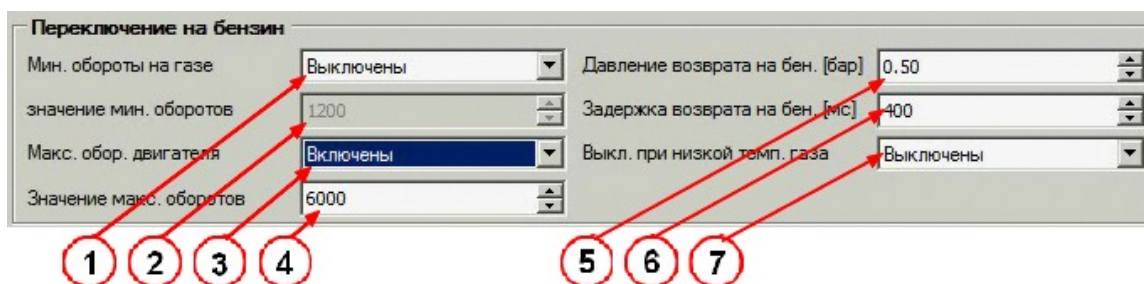 Переключение на бензин
Мин. обороты на газе Выключены
значение мин. оборотов 1200
Макс. обор. двигателя Включены
Значение макс. оборотов 6000
Давление возврата на бен. [бар] 0.50
Задержка возврата на бен. [мс] 400
Выкл. при низкой темп. газа Выключены
1 2 3 4 5 6 7